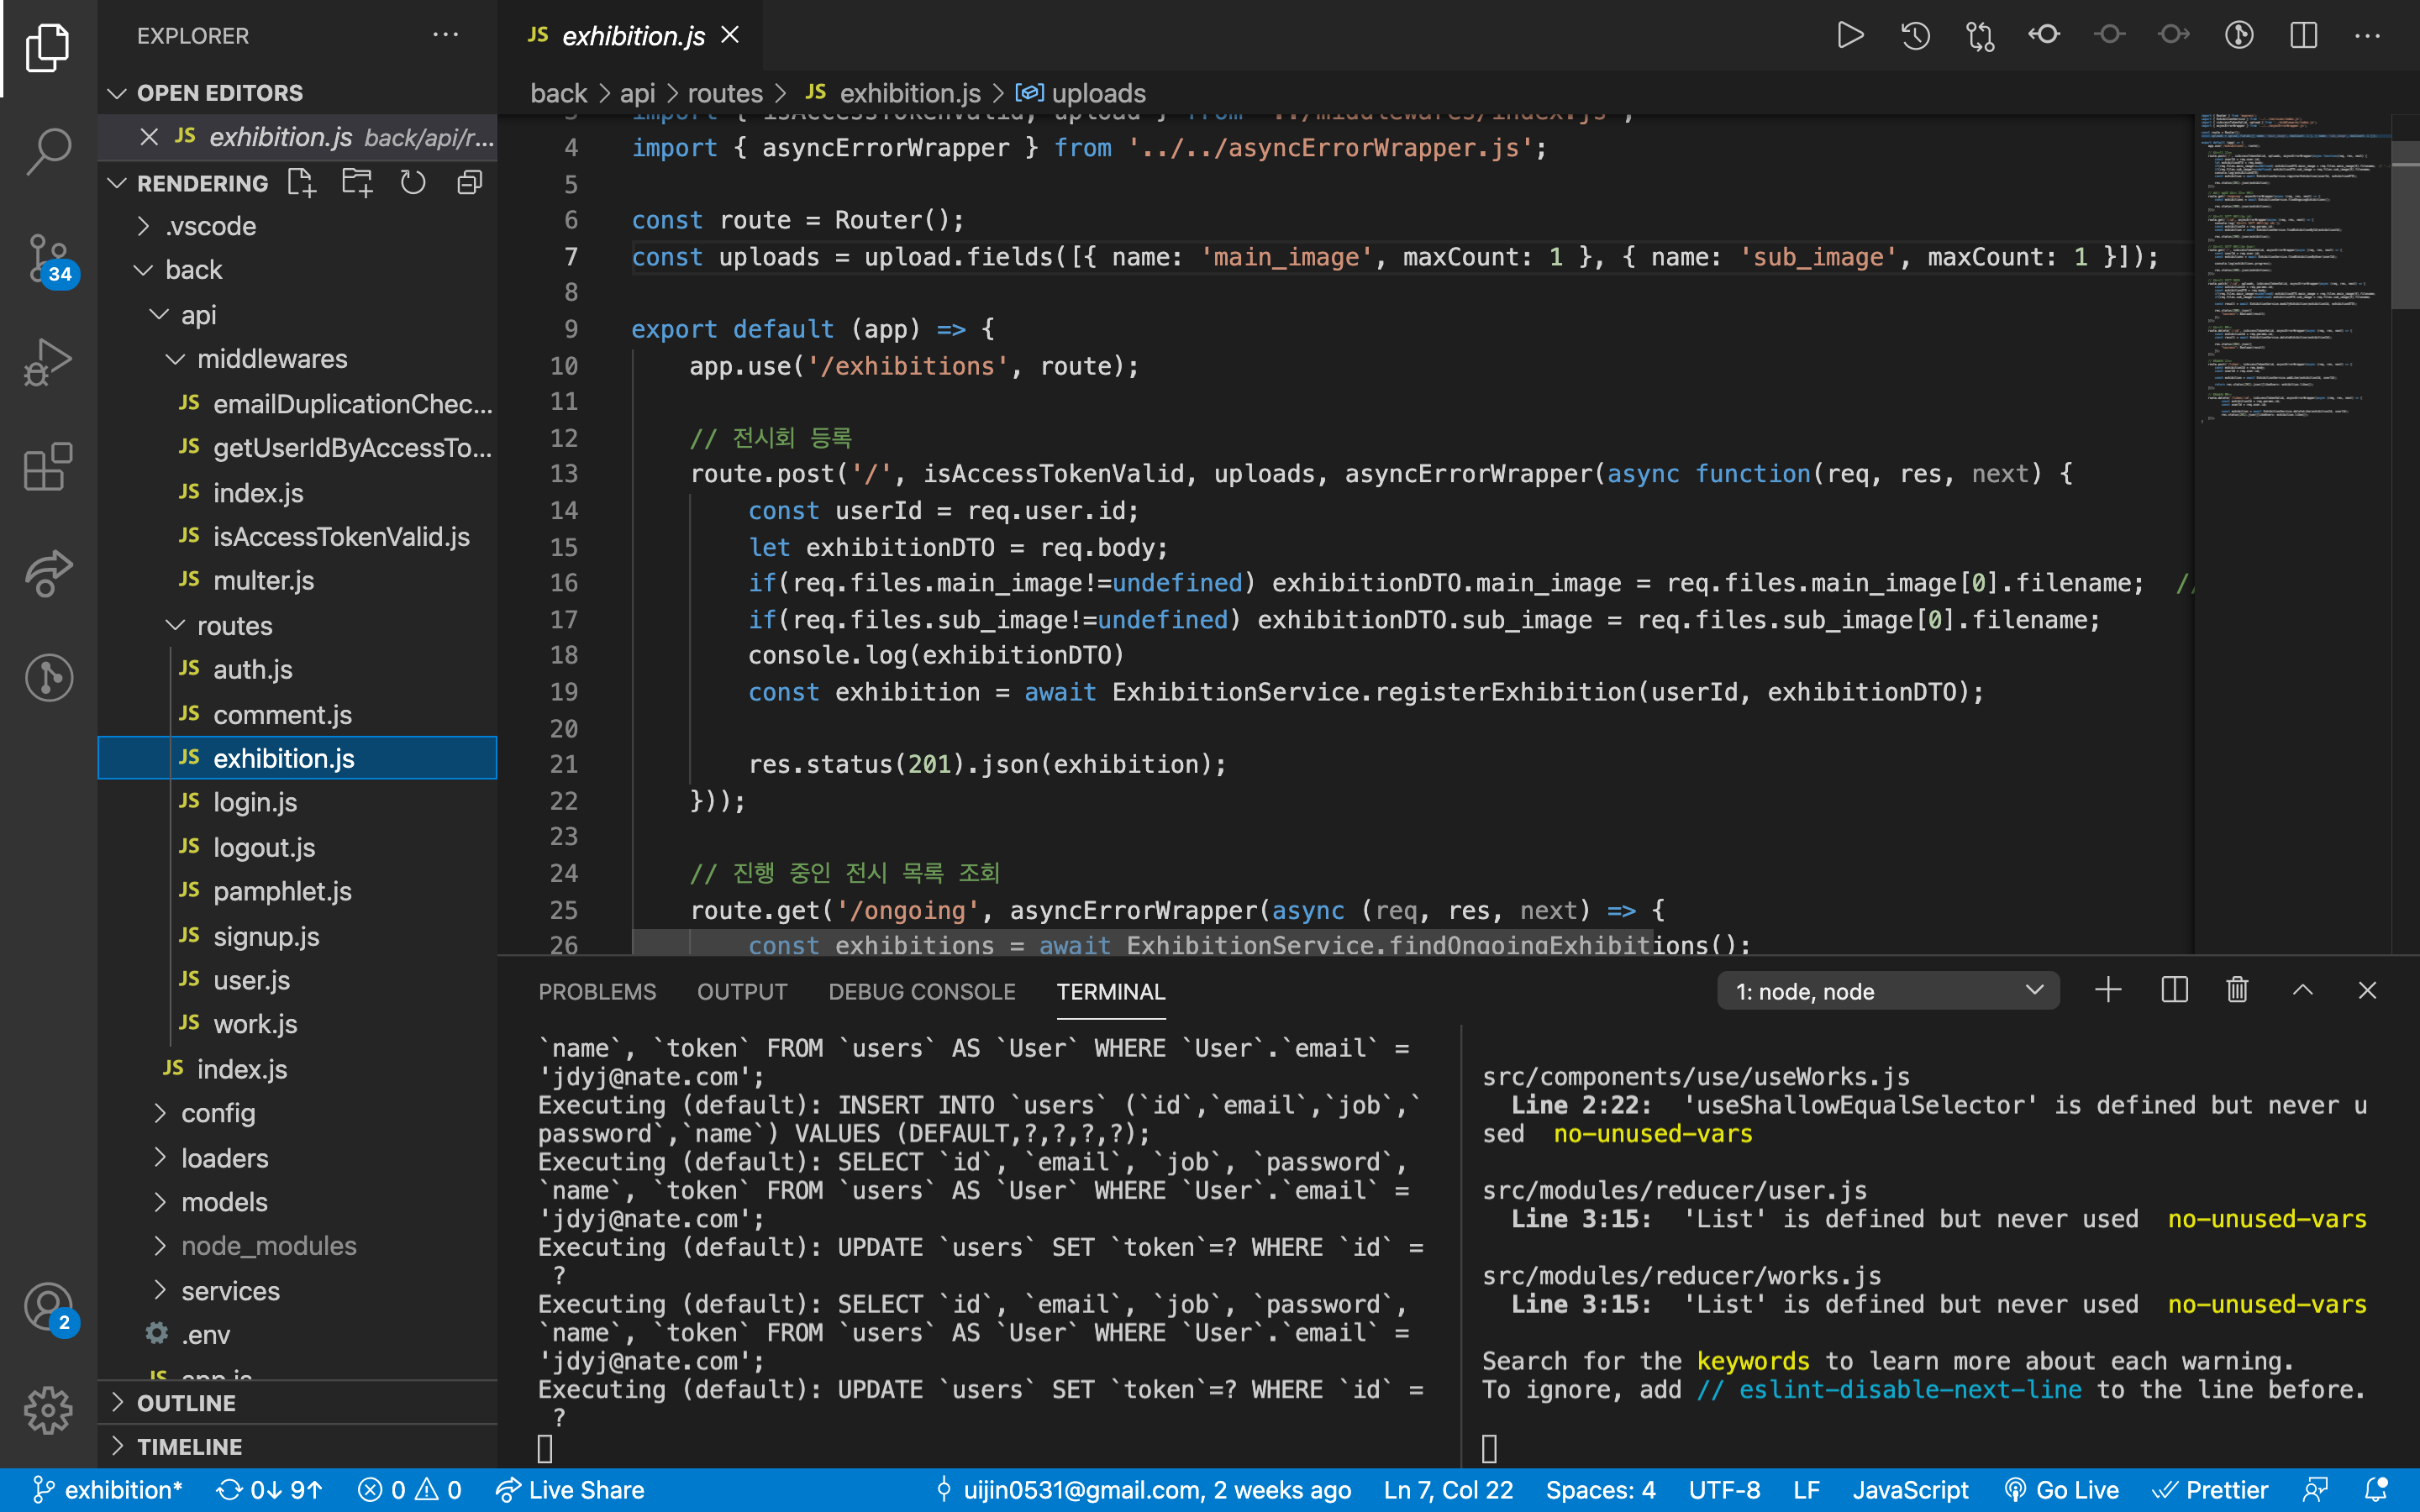 EXPLORER
OPEN EDITORS
exhibition.js back/api/r...
RENDERING
.vscode
back
api
middlewares
JS emailDuplicationChec...
JS getUserIdByAccessTo...
JS index.js
JS isAccessTokenValid.js
JS multer.js
routes
JS auth.js
JS comment.js
JS exhibition.js
JS login.js
JS logout.js
JS pamphlet.js
JS signup.js
JS user.js
JS work.js
JS index.js
config
loaders
models
node_modules
services
.env
JS app.js
OUTLINE
TIMELINE
34
2
JS exhibition.js
back > api > routes > JS exhibition.js > uploads
3 import { isAccessTokenValid, upload } from '../middlewares/index.js';
4 import { asyncErrorWrapper } from '../../asyncErrorWrapper.js';
5
6 const route = Router();
7 const uploads = upload.fields([{ name: 'main_image', maxCount: 1 }, { name: 'sub_image', maxCount: 1 }]);
8
9 export default (app) => {
10 app.use('/exhibitions', route);
11
12 // 전시회 등록
13 route.post('/', isAccessTokenValid, uploads, asyncErrorWrapper(async function(req, res, next) {
14 const userId = req.user.id;
15 let exhibitionDTO = req.body;
16 if(req.files.main_image!=undefined) exhibitionDTO.main_image = req.files.main_image[0].filename; //
17 if(req.files.sub_image!=undefined) exhibitionDTO.sub_image = req.files.sub_image[0].filename;
18 console.log(exhibitionDTO)
19 const exhibition = await ExhibitionService.registerExhibition(userId, exhibitionDTO);
20
21 res.status(201).json(exhibition);
22 }));
23
24 // 진행 중인 전시 목록 조회
25 route.get('/ongoing', asyncErrorWrapper(async (req, res, next) => {
26 const exhibitions = await ExhibitionService.findOngoingExhibitions();
PROBLEMS OUTPUT DEBUG CONSOLE TERMINAL
1: node, node
`name`, `token` FROM `users` AS `User` WHERE `User`.`email` =
'jdyj@nate.com';
Executing (default): INSERT INTO `users` (`id`,`email`,`job`,`
password`,`name`) VALUES (DEFAULT,?,?,?,?);
Executing (default): SELECT `id`, `email`, `job`, `password`,
`name`, `token` FROM `users` AS `User` WHERE `User`.`email` =
'jdyj@nate.com';
Executing (default): UPDATE `users` SET `token`=? WHERE `id` =
?
Executing (default): SELECT `id`, `email`, `job`, `password`,
`name`, `token` FROM `users` AS `User` WHERE `User`.`email` =
'jdyj@nate.com';
Executing (default): UPDATE `users` SET `token`=? WHERE `id` =
?
src/components/use/useWorks.js
Line 2:22: 'useShallowEqualSelector' is defined but never u
sed no-unused-vars
src/modules/reducer/user.js
Line 3:15: 'List' is defined but never used no-unused-vars
src/modules/reducer/works.js
Line 3:15: 'List' is defined but never used no-unused-vars
Search for the keywords to learn more about each warning.
To ignore, add // eslint-disable-next-line to the line before.
exhibition* 0↓ 9↑ 0 0 Live Share uijin0531@gmail.com, 2 weeks ago Ln 7, Col 22 Spaces: 4 UTF-8 LF JavaScript Go Live Prettier